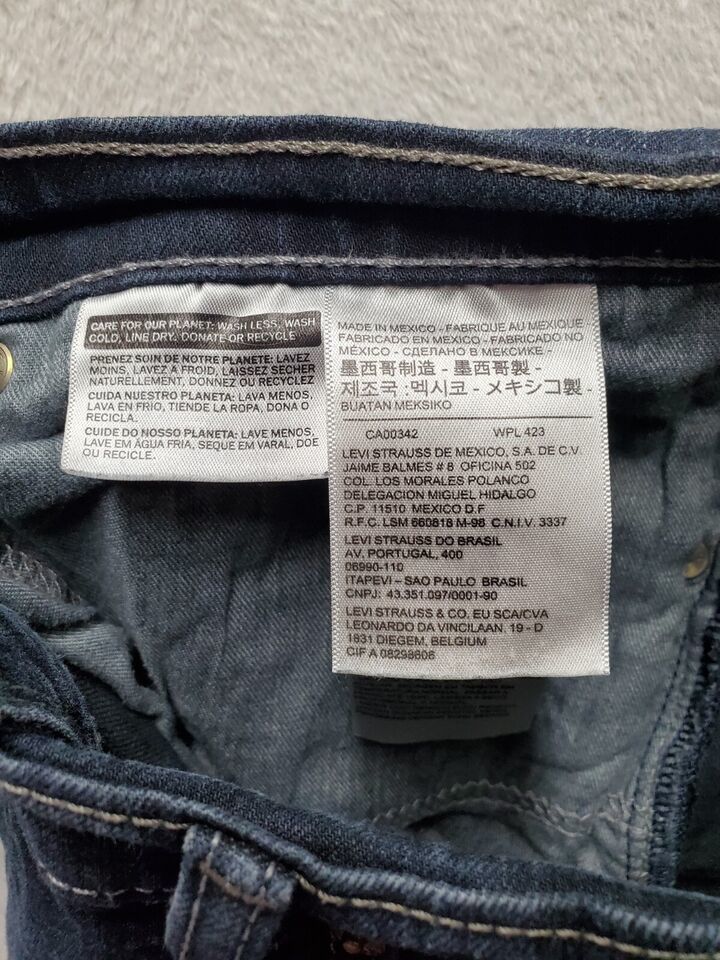 CARE FOR OUR PLANET: WASH LESS, WASH
COLD, LINE DRY, DONATE OR RECYCLE
PRENEZ SOIN DE NOTRE PLANETE: LAVEZ
MOINS, LAVEZ A FROID, LAISSEZ SECHER
NATURELLEMENT, DONNEZ OU RECYCLEZ
CUIDA NUESTRO PLANETA: LAVA MENOS,
LAVA EN FRIO, TIENDE LA ROPA, DONA O
RECICLA.
CUIDE DO NOSSO PLANETA: LAVE MENOS,
LAVE EM ÁGUA FRIA, SEQUE EM VARAL, DOE
OU RECICLE.
MADE IN MEXICO - FABRIQUE AU MEXIQUE
FABRICADO EN MEXICO - FABRICADO NO
MÉXICO - СДЕЛАНО В МЕКСИКЕ -
墨西哥制造 - 墨西哥製 -
제조국 :멕시코 - メキシコ製 -
BUATAN MEKSIKO
CA00342 WPL 423
LEVI STRAUSS DE MEXICO, S.A. DE C.V.
JAIME BALMES # 8 OFICINA 502
COL. LOS MORALES POLANCO
DELEGACION MIGUEL HIDALGO
C.P. 11510 MEXICO D.F
R.F.C. LSM 660818 M-98 C.N.I.V. 3337
LEVI STRAUSS DO BRASIL
AV. PORTUGAL, 400
06990-110
ITAPEVI – SAO PAULO BRASIL
CNPJ: 43.351.097/0001-90
LEVI STRAUSS & CO. EU SCA/CVA
LEONARDO DA VINCILAAN. 19 - D
1831 DIEGEM, BELGIUM
CIF A 08298606